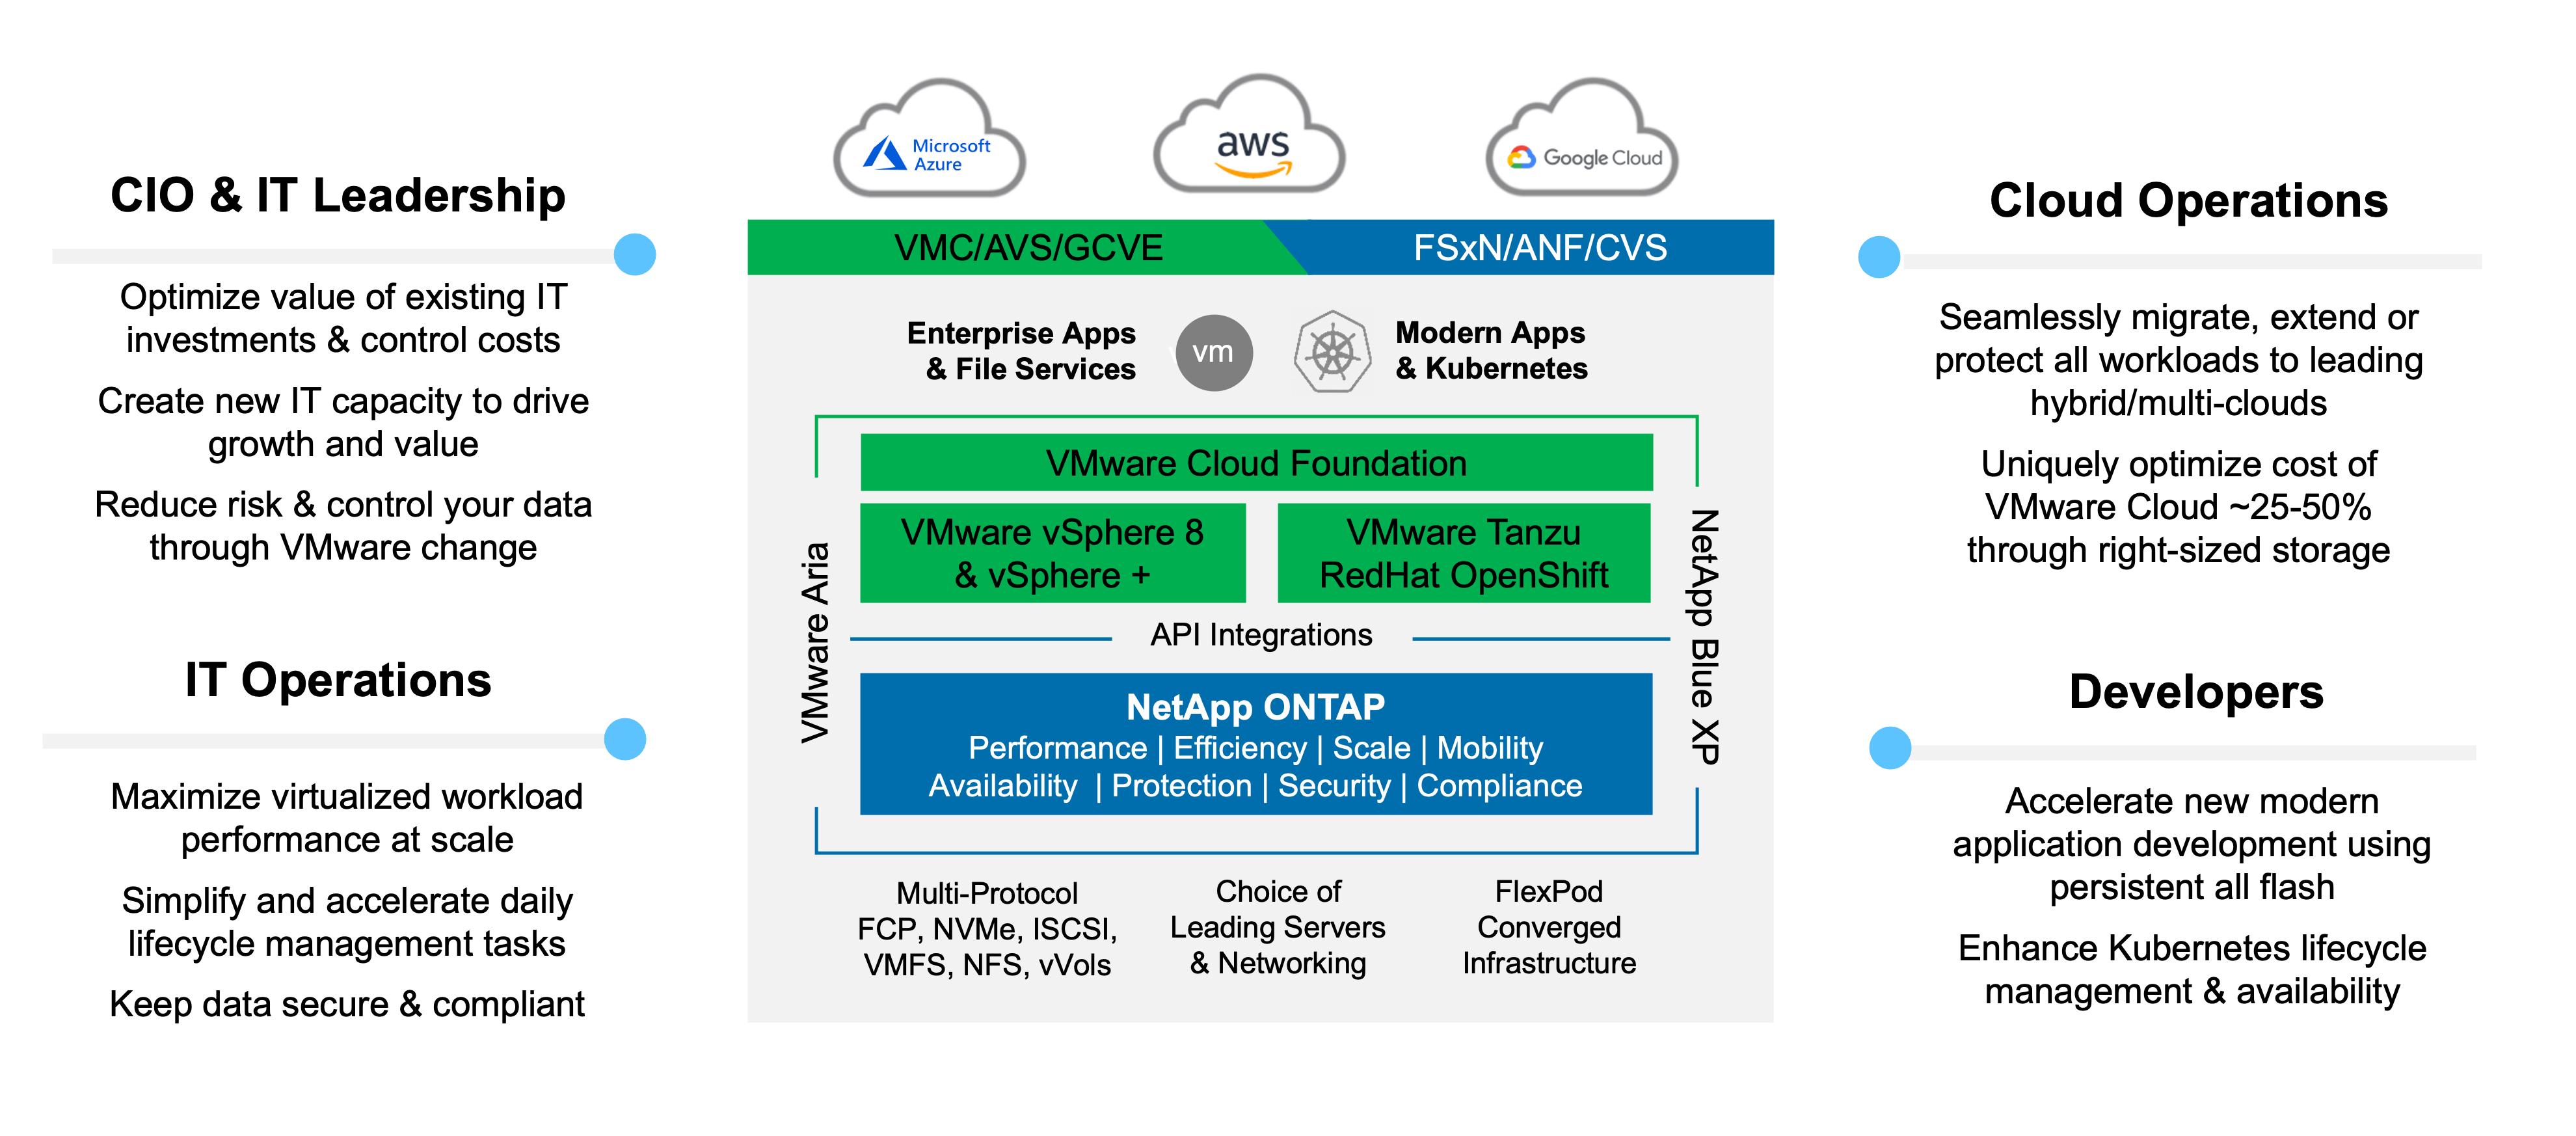 Microsoft
Azure
aws
Google Cloud
CIO & IT Leadership
Optimize value of existing IT
investments & control costs
Create new IT capacity to drive
growth and value
Reduce risk & control your data
through VMware change
IT Operations
Maximize virtualized workload
performance at scale
Simplify and accelerate daily
lifecycle management tasks
Keep data secure & compliant
VMC/AVS/GCVE
FSxN/ANF/CVS
Enterprise Apps
& File Services
vm
Modern Apps
& Kubernetes
VMware Cloud Foundation
VMware vSphere 8
& vSphere +
VMware Tanzu
RedHat OpenShift
VMware Aria
NetApp Blue XP
API Integrations
NetApp ONTAP
Performance | Efficiency | Scale | Mobility
Availability | Protection | Security | Compliance
Multi-Protocol
FCP, NVMe, ISCSI,
VMFS, NFS, vVols
Choice of
Leading Servers
& Networking
FlexPod
Converged
Infrastructure
Cloud Operations
Seamlessly migrate, extend or
protect all workloads to leading
hybrid/multi-clouds
Uniquely optimize cost of
VMware Cloud ~25-50%
through right-sized storage
Developers
Accelerate new modern
application development using
persistent all flash
Enhance Kubernetes lifecycle
management & availability